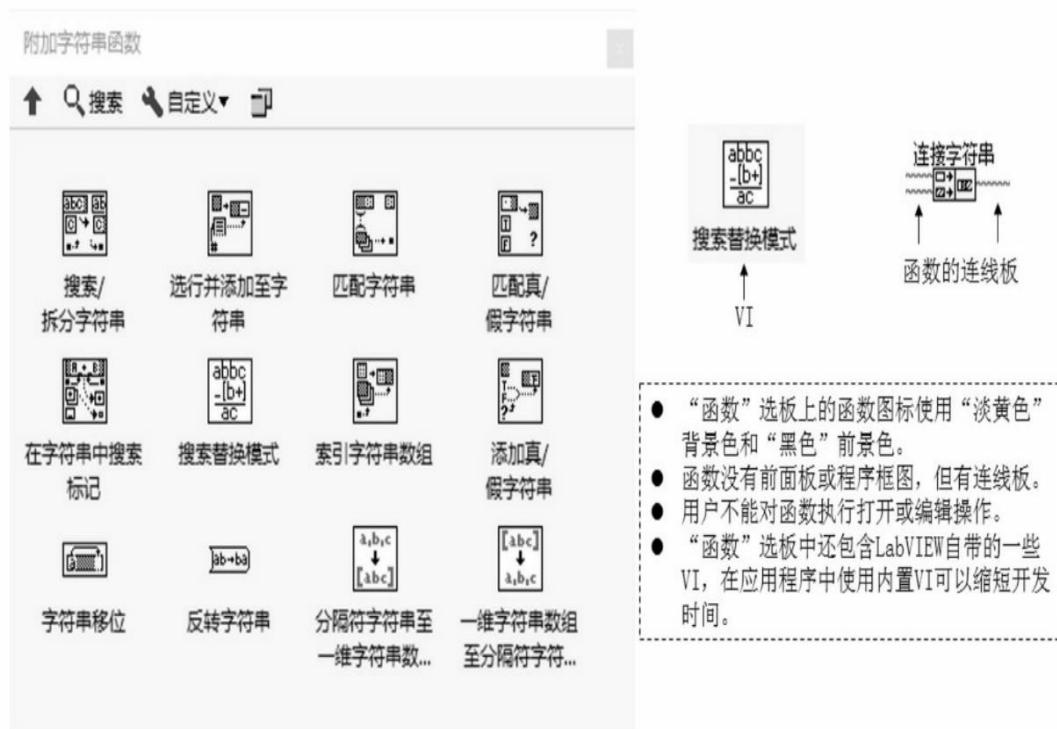 附加字符串函数
搜索 自定义▼
搜索/
拆分字符串
选行并添加至字
符串
匹配字符串
匹配真/
假字符串
在字符串中搜索
标记
搜索替换模式
索引字符串数组
添加真/
假字符串
字符串移位
反转字符串
分隔符字符串至
一维字符串数...
一维字符串数组
至分隔符字符...
abbc
-[b+]
ac
搜索替换模式
VI
连接字符串
函数的连线板
● “函数”选板上的函数图标使用“淡黄色”
背景色和“黑色”前景色。
● 函数没有前面板或程序框图，但有连线板。
● 用户不能对函数执行打开或编辑操作。
● “函数”选板中还包含LabVIEW自带的一些
VI，在应用程序中使用内置VI可以缩短开发
时间。